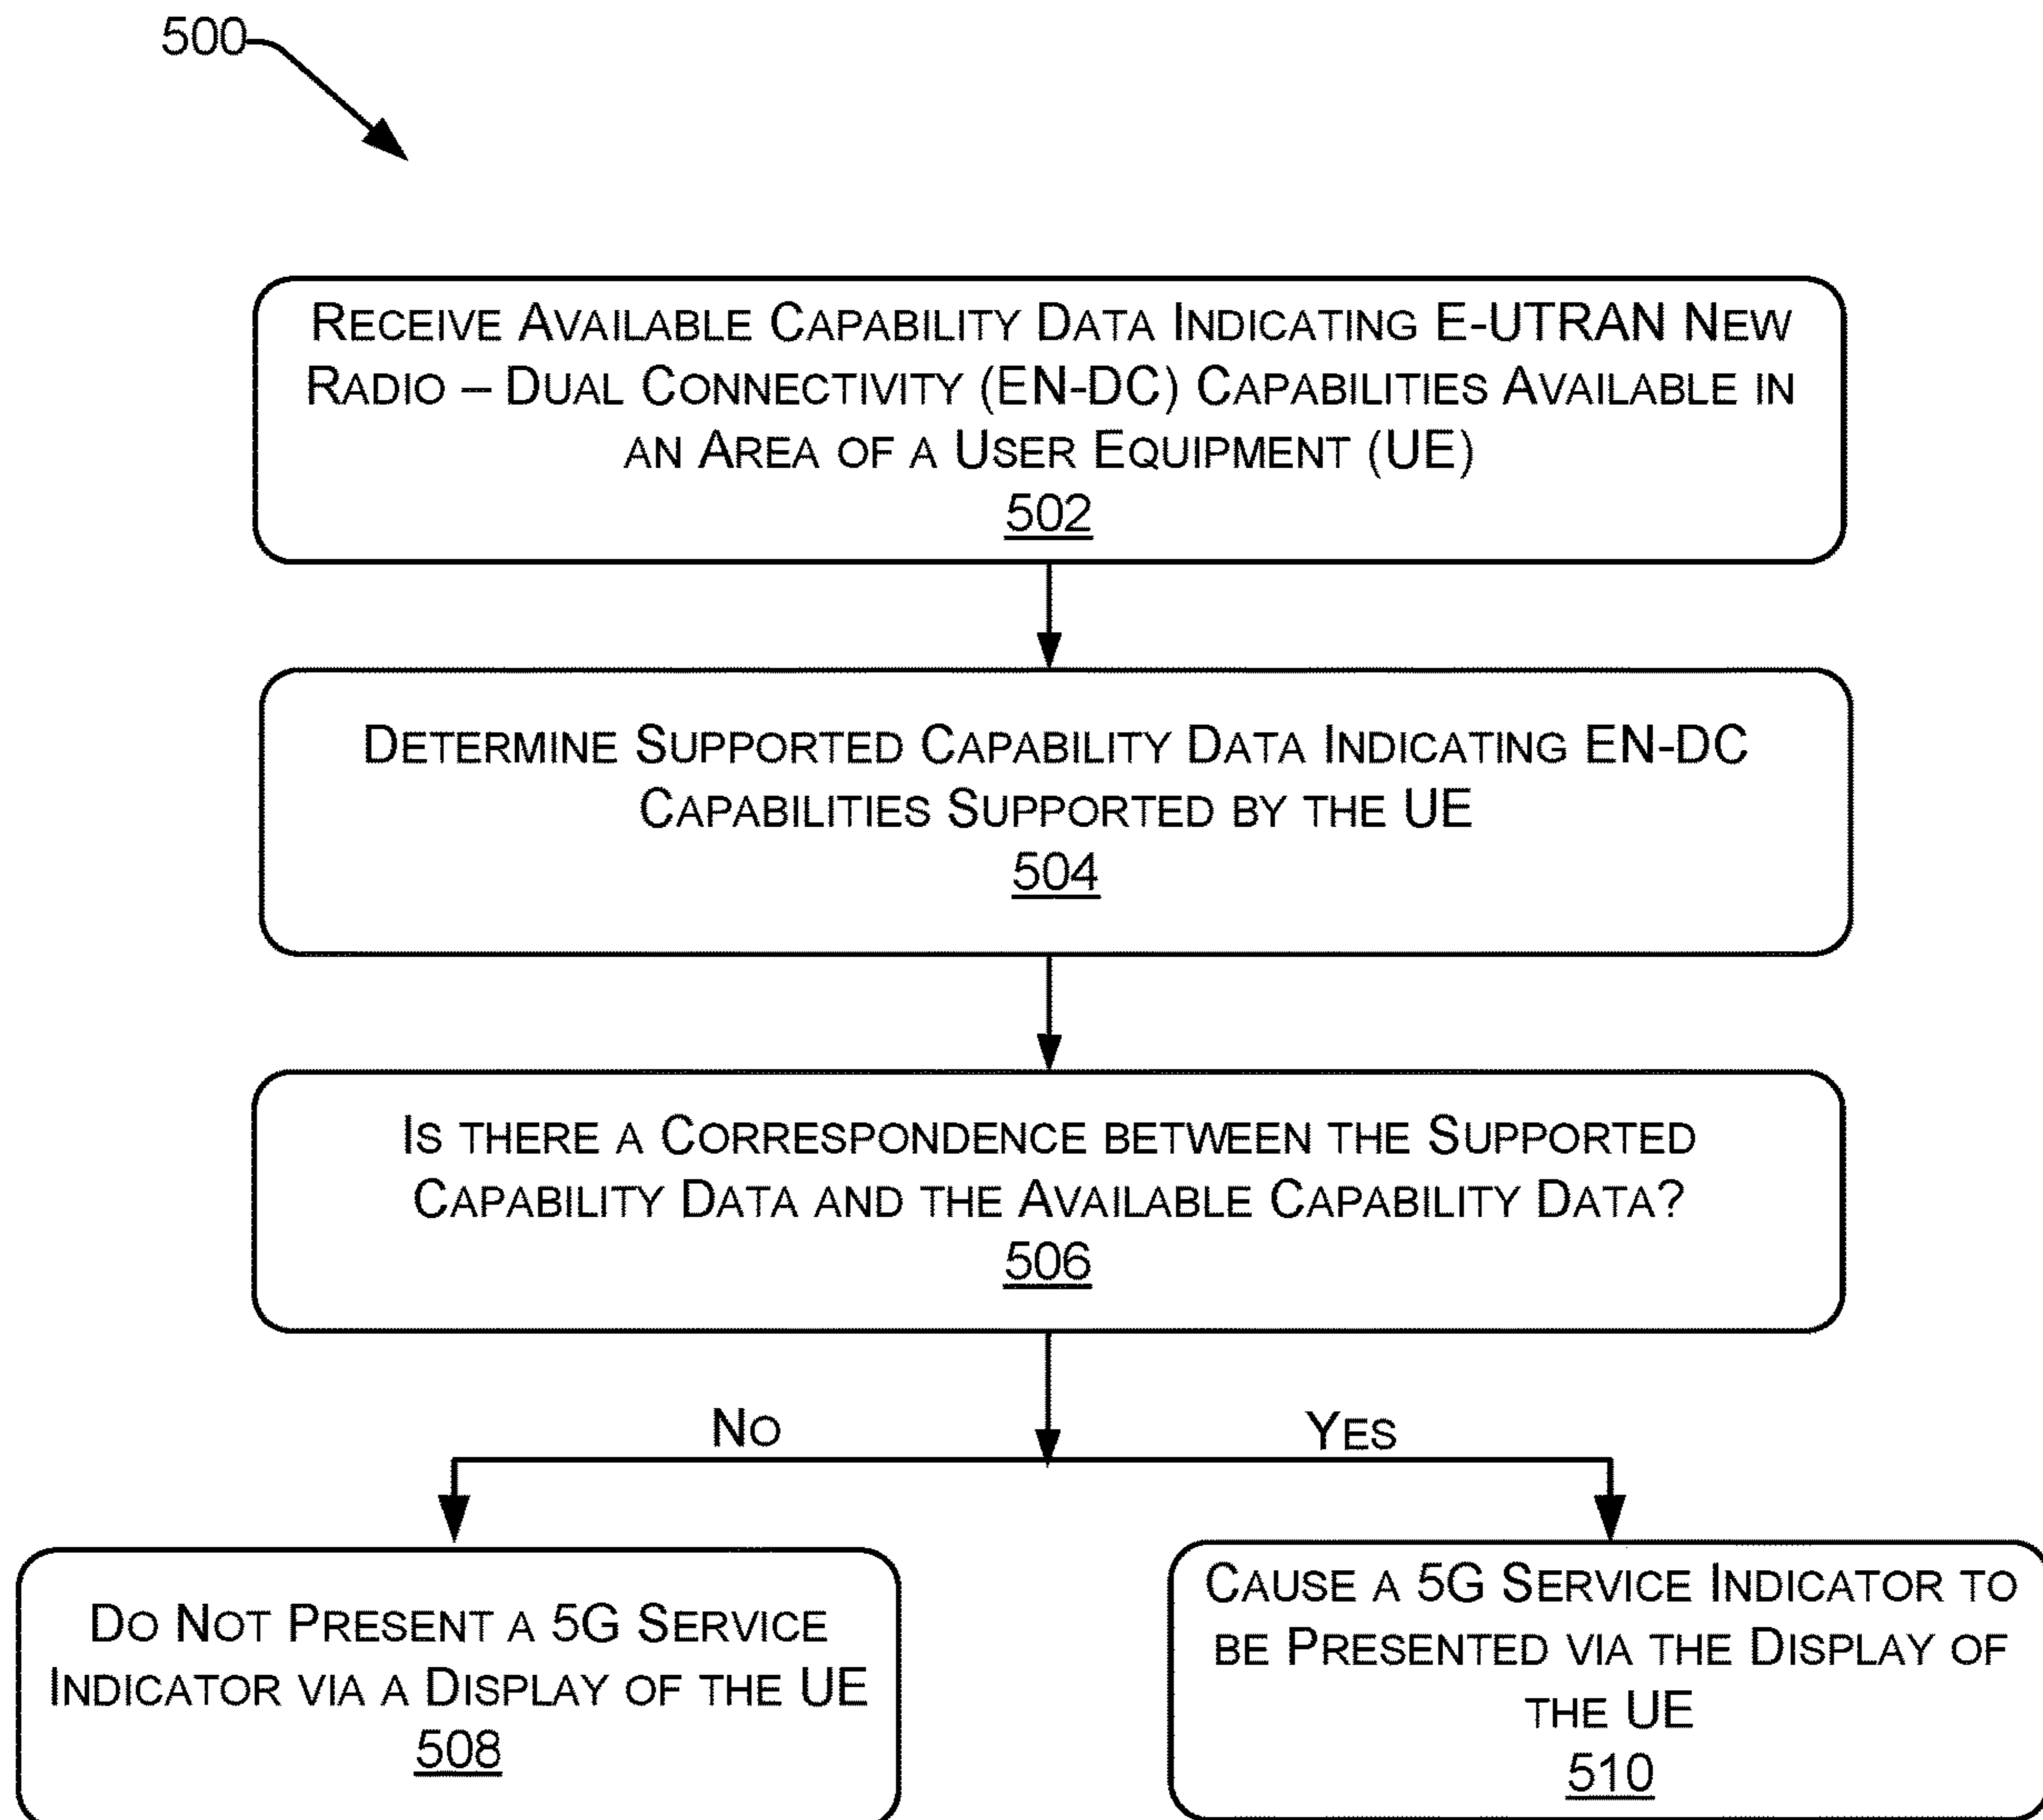 500
RECEIVE AVAILABLE CAPABILITY DATA INDICATING E-UTRAN NEW
RADIO – DUAL CONNECTIVITY (EN-DC) CAPABILITIES AVAILABLE IN
AN AREA OF A USER EQUIPMENT (UE)
502
DETERMINE SUPPORTED CAPABILITY DATA INDICATING EN-DC
CAPABILITIES SUPPORTED BY THE UE
504
IS THERE A CORRESPONDENCE BETWEEN THE SUPPORTED
CAPABILITY DATA AND THE AVAILABLE CAPABILITY DATA?
506
NO
YES
DO NOT PRESENT A 5G SERVICE
INDICATOR VIA A DISPLAY OF THE UE
508
CAUSE A 5G SERVICE INDICATOR TO
BE PRESENTED VIA THE DISPLAY OF
THE UE
510